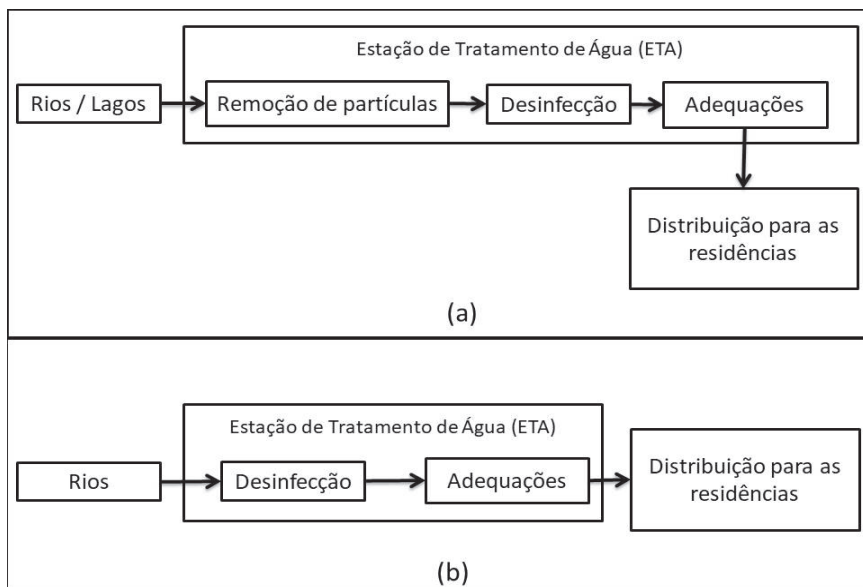 Estação de Tratamento de Água (ETA)
Rios / Lagos
Remoção de partículas
Desinfecção
Adequações
Distribuição para as
residências
(a)
Estação de Tratamento de Água (ETA)
Rios
Desinfecção
Adequações
Distribuição para as
residências
(b)